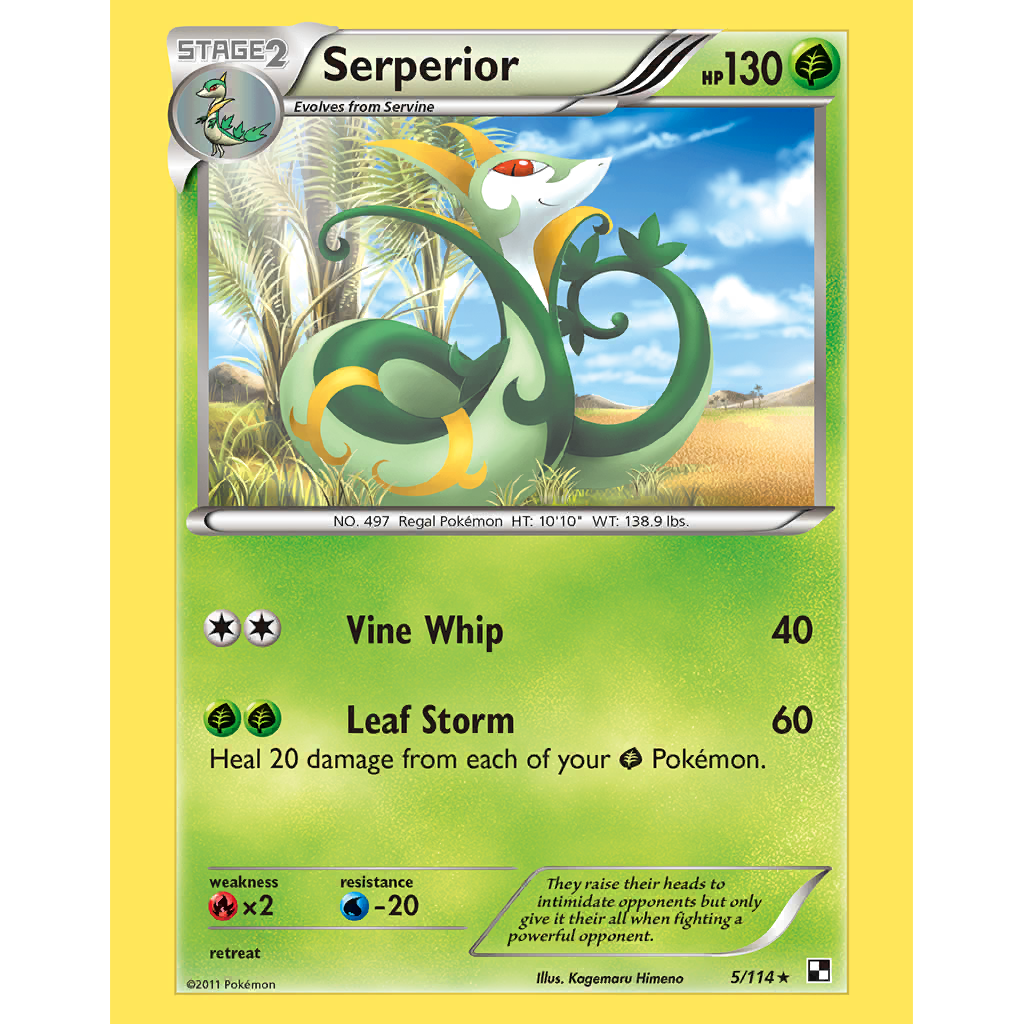 STAGE2
Serperior
HP130
Evolves from Servine
NO. 497 Regal Pokémon HT: 10'10" WT: 138.9 lbs.
Vine Whip 40
Leaf Storm 60
Heal 20 damage from each of your Pokémon.
weakness
×2
resistance
-20
retreat
They raise their heads to
intimidate opponents but only
give it their all when fighting a
powerful opponent.
©2011 Pokémon
Illus. Kagemaru Himeno
5/114 ★